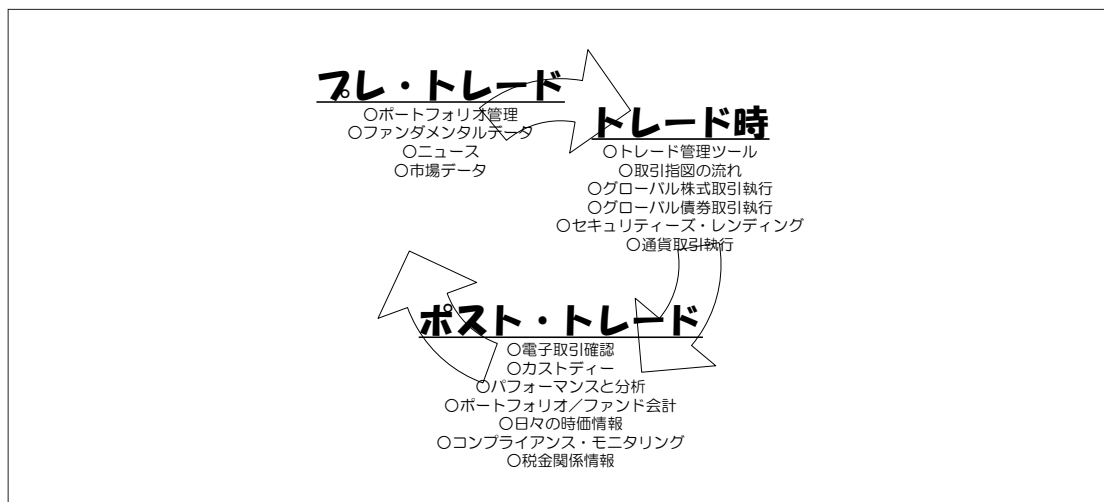 プレ・トレード
○ポートフォリオ管理
○ファンダメンタルデータ
○ニュース
○市場データ
トレード時
○トレード管理ツール
○取引指図の流れ
○グローバル株式取引執行
○グローバル債券取引執行
○セキュリティーズ・レンディング
○通貨取引執行
ポスト・トレード
○電子取引確認
○カストディー
○パフォーマンスと分析
○ポートフォリオ／ファンド会計
○日々の時価情報
○コンプライアンス・モニタリング
○税金関係情報